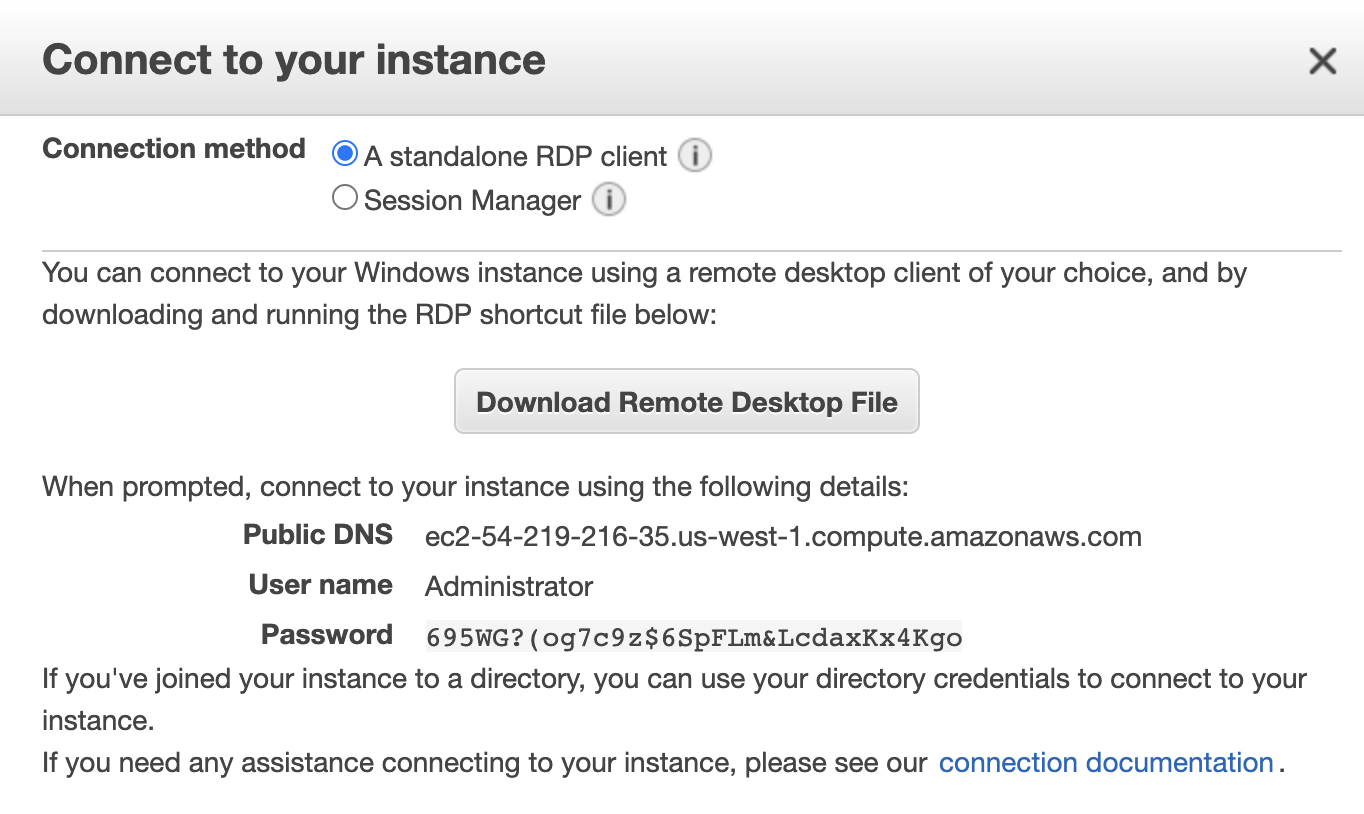 Connect to your instance
Connection method
A standalone RDP client
Session Manager
You can connect to your Windows instance using a remote desktop client of your choice, and by
downloading and running the RDP shortcut file below:
Download Remote Desktop File
When prompted, connect to your instance using the following details:
Public DNS ec2-54-219-216-35.us-west-1.compute.amazonaws.com
User name Administrator
Password 695WG?(og7c9z$6SpFLm&LcdaxKx4Kgo
If you've joined your instance to a directory, you can use your directory credentials to connect to your
instance.
If you need any assistance connecting to your instance, please see our connection documentation .